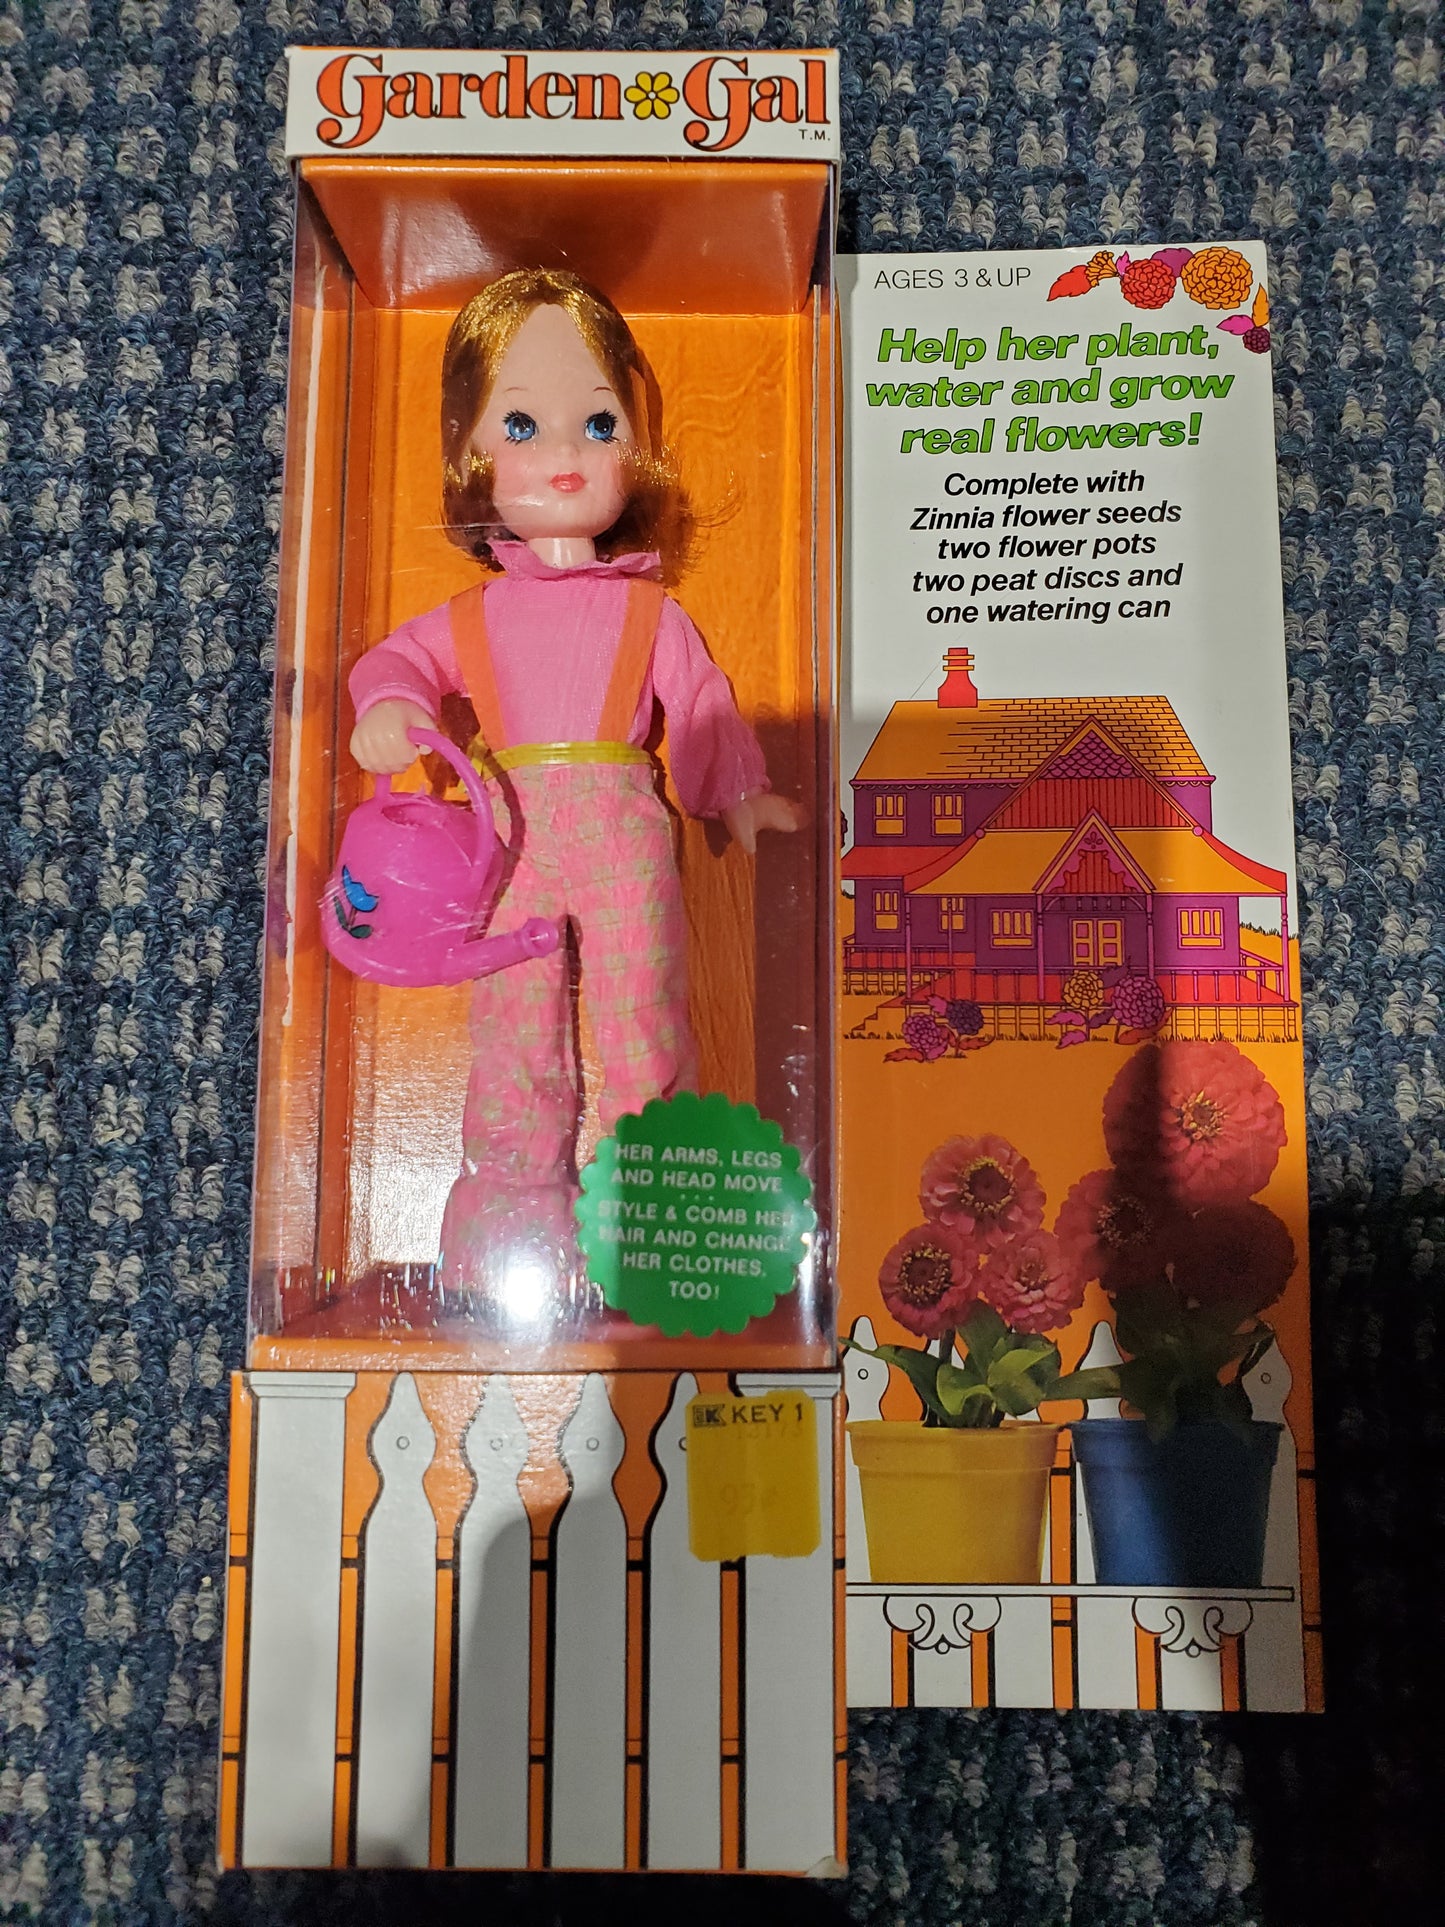 Garden Gal
T.M.
AGES 3 & UP
Help her plant,
water and grow
real flowers!
Complete with
Zinnia flower seeds
two flower pots
two peat discs and
one watering can
HER ARMS, LEGS
AND HEAD MOVE
...
STYLE & COMB HER
HAIR AND CHANGE
HER CLOTHES,
TOO!
K KEY 1